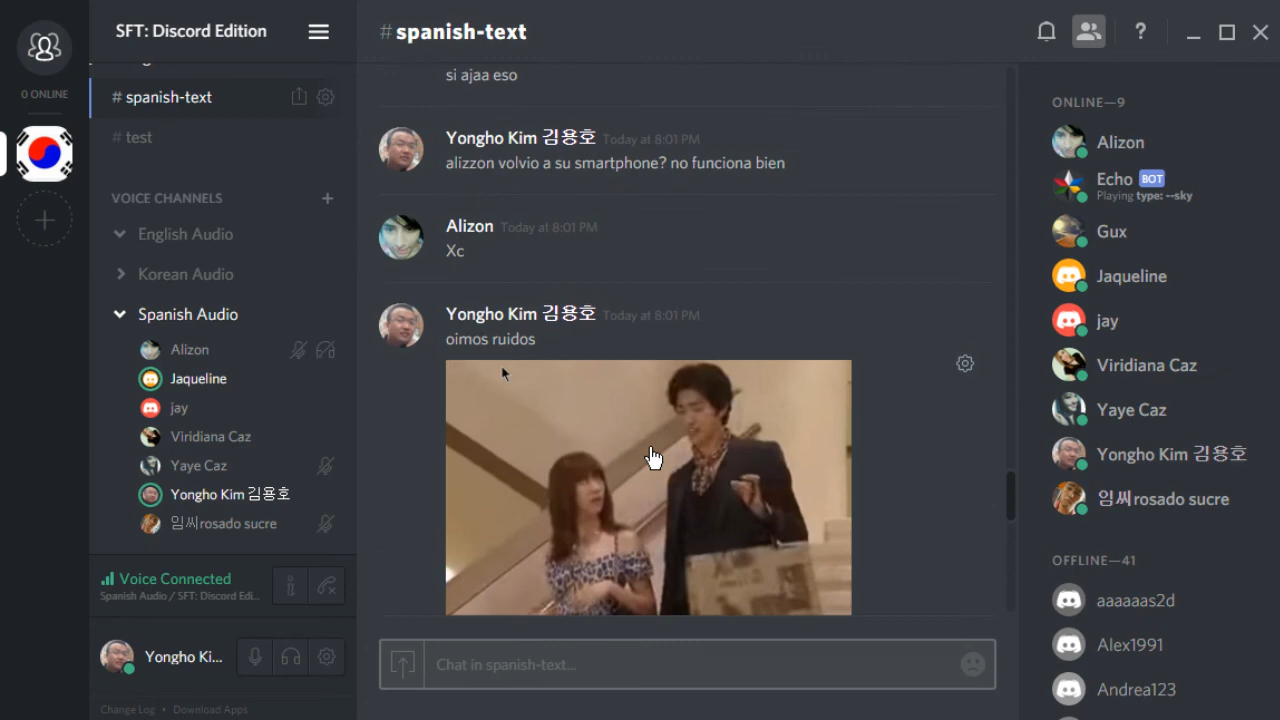 SFT: Discord Edition
# spanish-text
0 ONLINE
# spanish-text
# test
VOICE CHANNELS
English Audio
Korean Audio
Spanish Audio
Alizon
Jaqueline
jay
Viridiana Caz
Yaye Caz
Yongho Kim 김용호
임씨rosado sucre
Voice Connected
Spanish Audio / SFT: Discord Edi...
Yongho Ki...
Change Log • Download Apps
si ajaa eso
Yongho Kim 김용호 Today at 8:01 PM
alizzon volvio a su smartphone? no funciona bien
Alizon Today at 8:01 PM
Xc
Yongho Kim 김용호 Today at 8:01 PM
oimos ruidos
Chat in spanish-text...
ONLINE—9
Alizon
Echo BOT
Playing type: --sky
Gux
Jaqueline
jay
Viridiana Caz
Yaye Caz
Yongho Kim 김용호
임씨rosado sucre
OFFLINE—41
aaaaaas2d
Alex1991
Andrea123